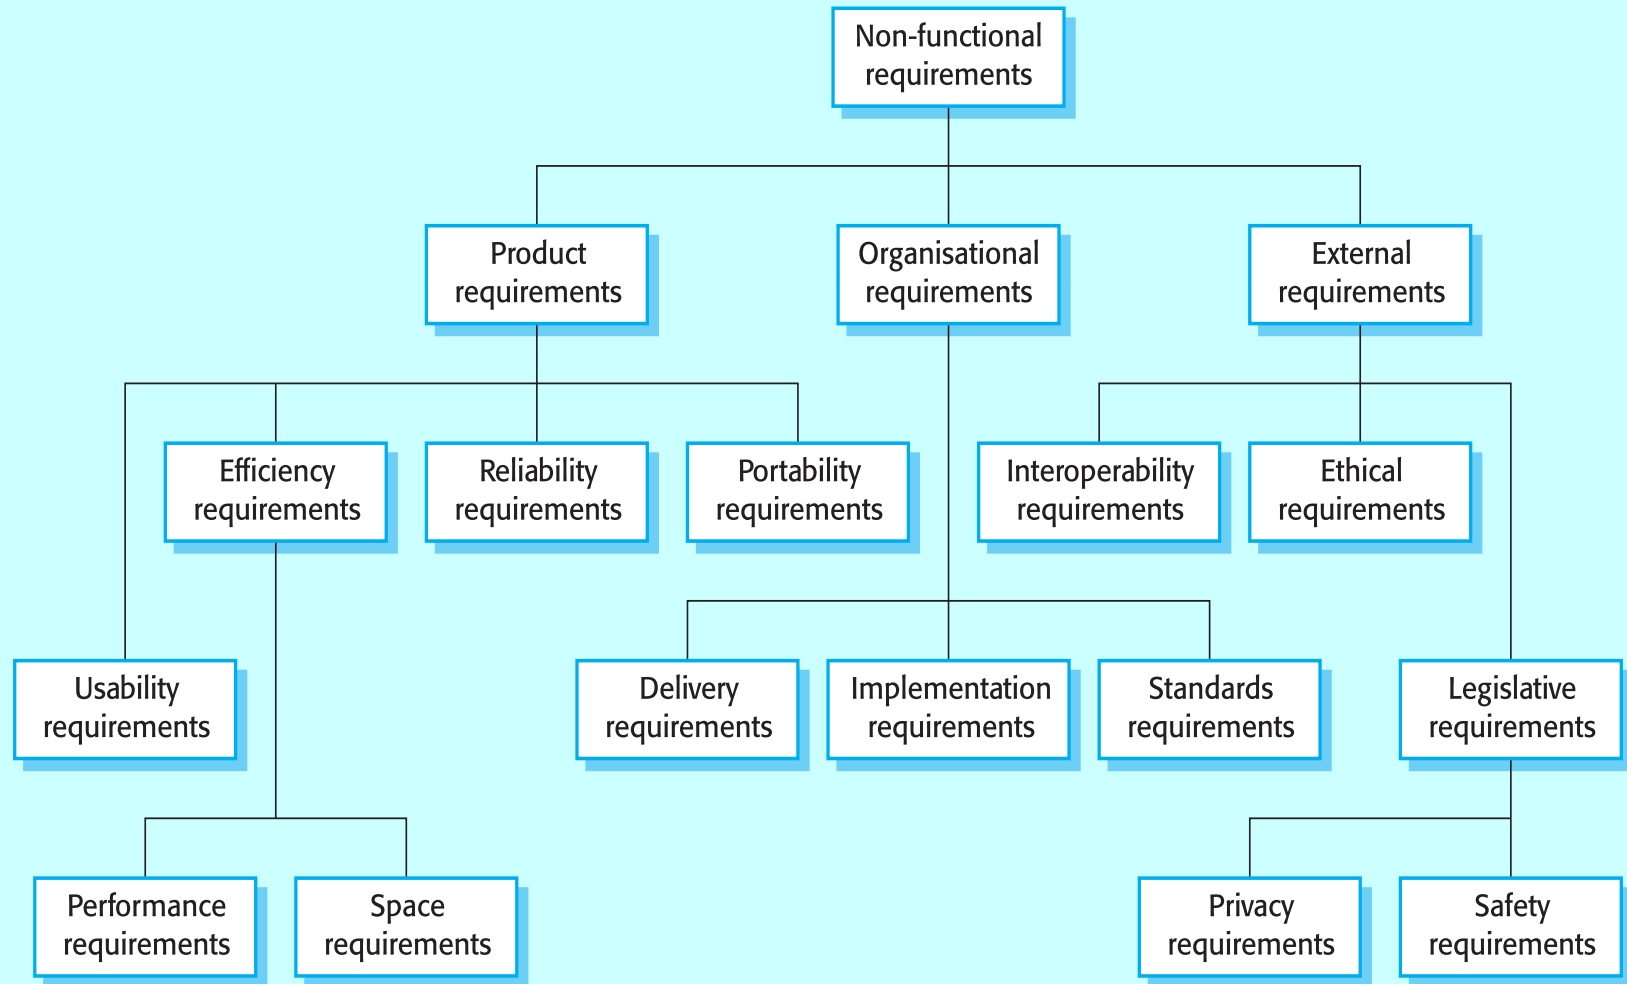 Non-functional
requirements
Product
requirements
Organisational
requirements
External
requirements
Efficiency
requirements
Reliability
requirements
Portability
requirements
Interoperability
requirements
Ethical
requirements
Usability
requirements
Delivery
requirements
Implementation
requirements
Standards
requirements
Legislative
requirements
Performance
requirements
Space
requirements
Privacy
requirements
Safety
requirements